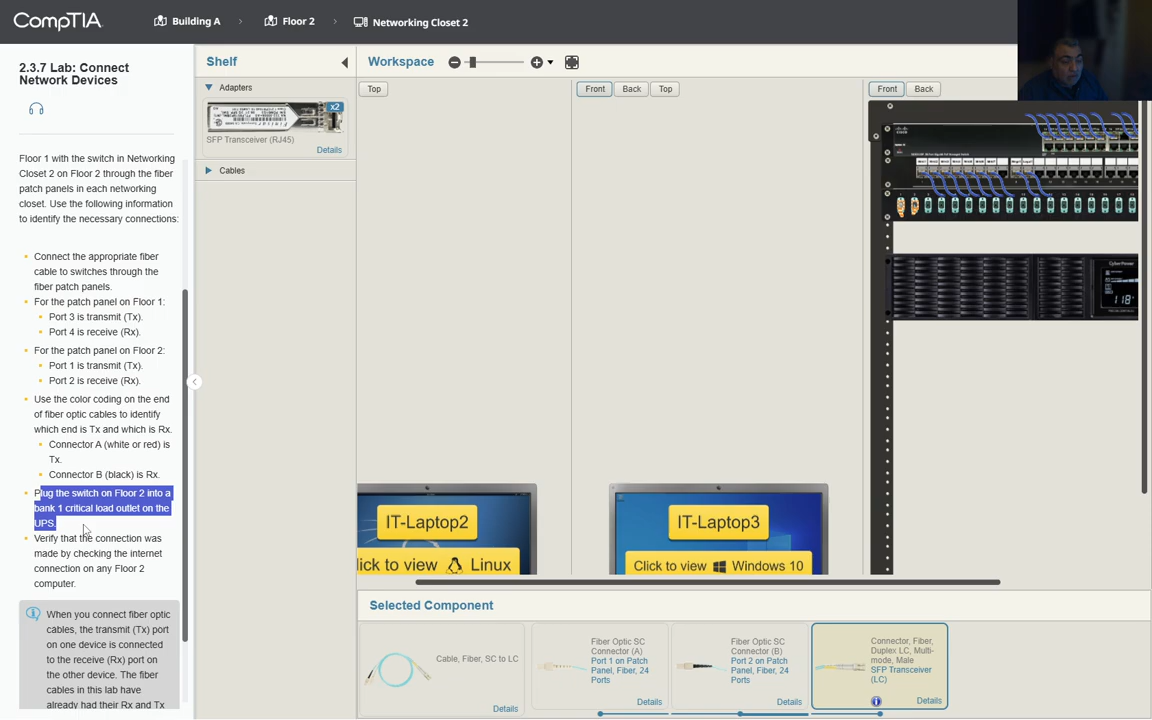 CompTIA.
Building A
Floor 2
Networking Closet 2
2.3.7 Lab: Connect
Network Devices
Floor 1 with the switch in Networking
Closet 2 on Floor 2 through the fiber
patch panels in each networking
closet. Use the following information
to identify the necessary connections:
Connect the appropriate fiber
cable to switches through the
fiber patch panels.
For the patch panel on Floor 1:
Port 3 is transmit (Tx).
Port 4 is receive (Rx).
For the patch panel on Floor 2:
Port 1 is transmit (Tx).
Port 2 is receive (Rx).
Use the color coding on the end
of fiber optic cables to identify
which end is Tx and which is Rx.
Connector A (white or red) is
Tx.
Connector B (black) is Rx.
Plug the switch on Floor 2 into a
bank 1 critical load outlet on the
UPS.
Verify that the connection was
made by checking the internet
connection on any Floor 2
computer.
When you connect fiber optic
cables, the transmit (Tx) port
on one device is connected
to the receive (Rx) port on
the other device. The fiber
cables in this lab have
already had their Rx and Tx
Shelf
Adapters
x2
SFP Transceiver (RJ45)
Details
Cables
Workspace
Top
Front Back Top
Front Back
CyberPower
118
IT-Laptop2
lick to view Linux
IT-Laptop3
Click to view Windows 10
Selected Component
Cable, Fiber, SC to LC
Details
Fiber Optic SC
Connector (A)
Port 1 on Patch
Panel, Fiber, 24
Ports
Details
Fiber Optic SC
Connector (B)
Port 2 on Patch
Panel, Fiber, 24
Ports
Details
Connector, Fiber,
Duplex LC, Multi-
mode, Male
SFP Transceiver
(LC)
Details